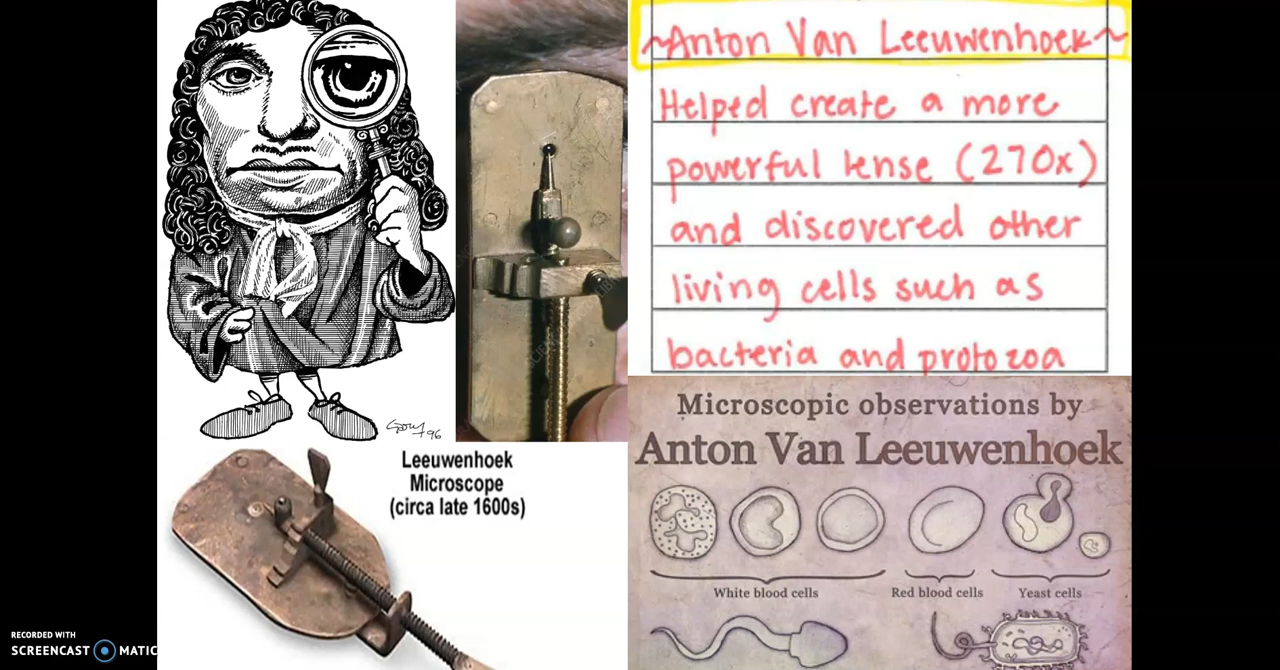 ~Anton Van Leeuwenhoek~
Helped create a more
powerful lense (270x)
and discovered other
living cells such as
bacteria and protozoa
Leeuwenhoek
Microscope
(circa late 1600s)
Microscopic observations by
Anton Van Leeuwenhoek
White blood cells
Red blood cells
Yeast cells
RECORDED WITH
SCREENCAST MATIC